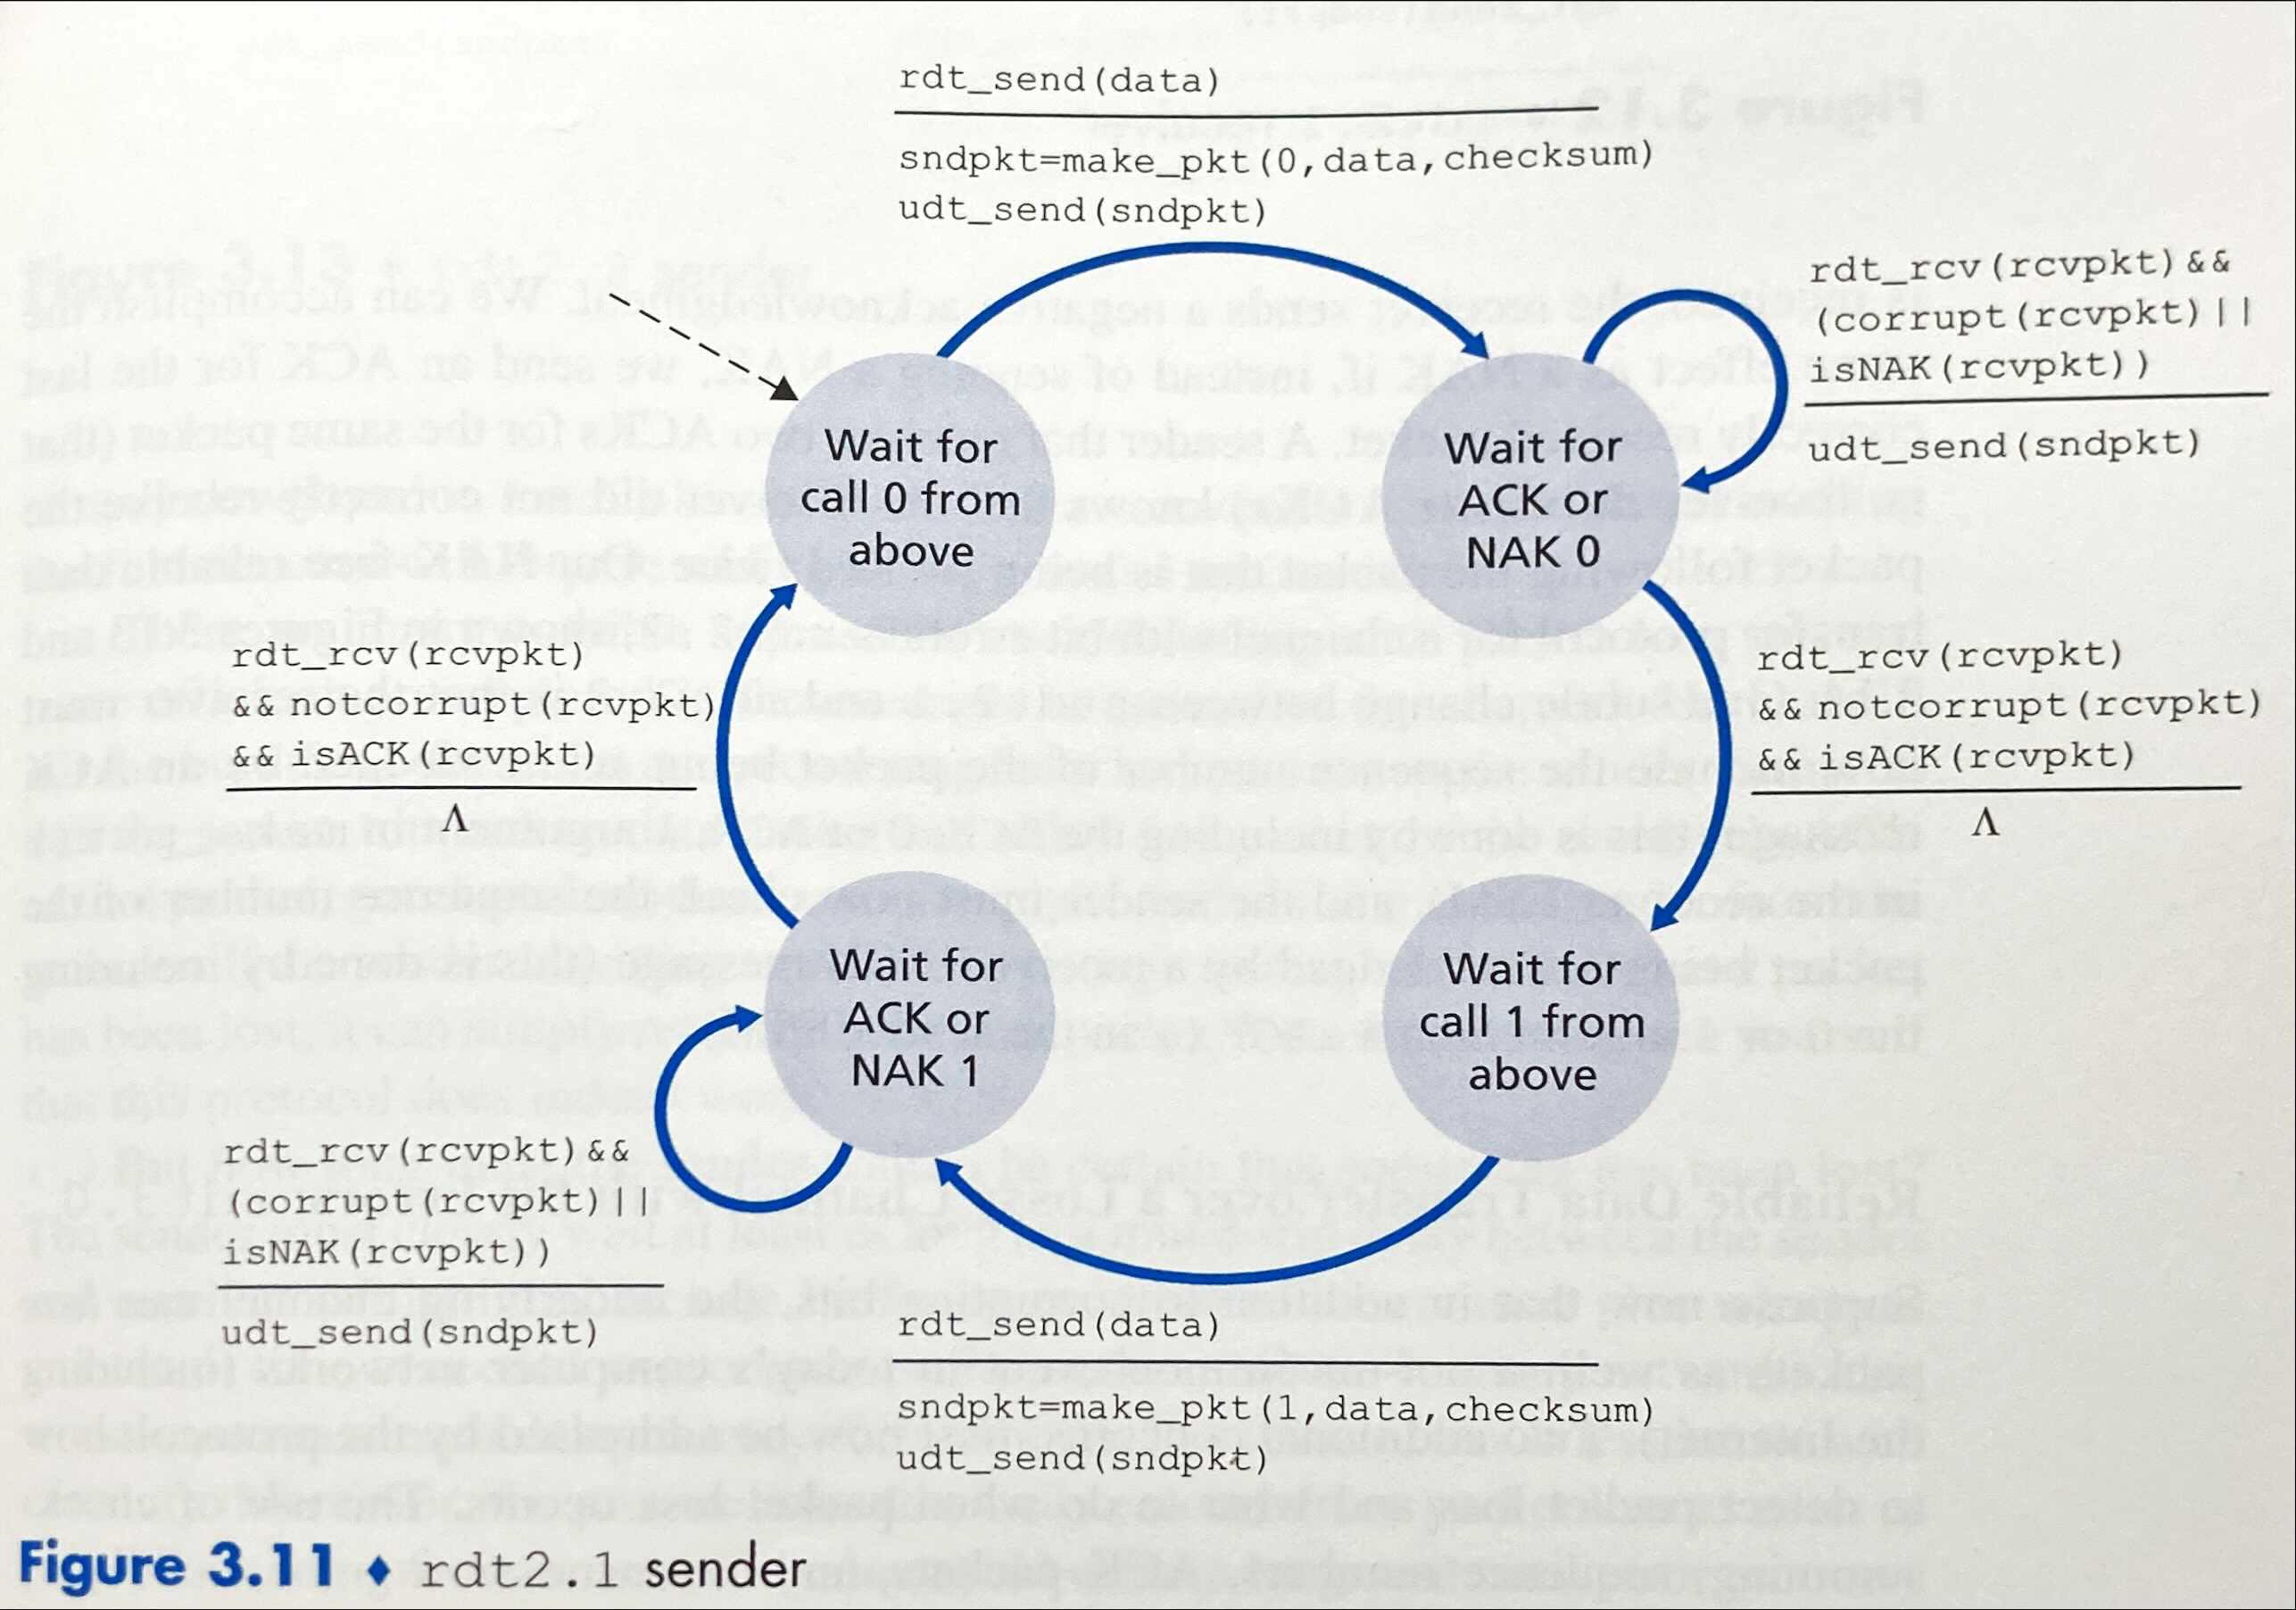 rdt_send(data)
sndpkt=make_pkt(0,data,checksum)
udt_send(sndpkt)
rdt_rcv(rcvpkt)&&
(corrupt(rcvpkt)||
isNAK(rcvpkt))
udt_send(sndpkt)
Wait for
call 0 from
above
Wait for
ACK or
NAK 0
rdt_rcv(rcvpkt)
&&notcorrupt(rcvpkt)
&&isACK(rcvpkt)
Λ
rdt_rcv(rcvpkt)
&&notcorrupt(rcvpkt)
&&isACK(rcvpkt)
Λ
Wait for
ACK or
NAK 1
Wait for
call 1 from
above
rdt_rcv(rcvpkt)&&
(corrupt(rcvpkt)||
isNAK(rcvpkt))
udt_send(sndpkt)
rdt_send(data)
sndpkt=make_pkt(1,data,checksum)
udt_send(sndpkt)
Figure 3.11 ♦ rdt2.1 sender